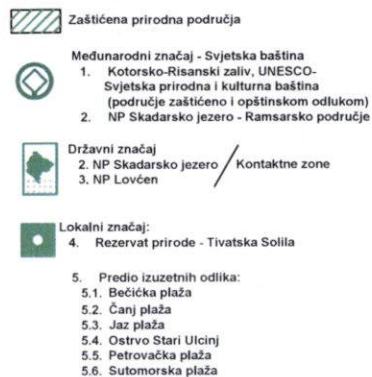 Zaštićena prirodna područja
Međunarodni značaj - Svjetska baština
1. Kotorsko-Risanski zaliv, UNESCO-
Svjetska prirodna i kulturna baština
(područje zaštićeno i opštinskom odlukom)
2. NP Skadarsko jezero - Ramsarsko područje
Državni značaj
2. NP Skadarsko jezero / Kontaktne zone
3. NP Lovćen
Lokalni značaj:
4. Rezervat prirode - Tivatska Solila
5. Predio izuzetnih odlika:
5.1. Bečićka plaža
5.2. Čanj plaža
5.3. Jaz plaža
5.4. Ostrvo Stari Ulcinj
5.5. Petrovačka plaža
5.6. Sutomorska plaža